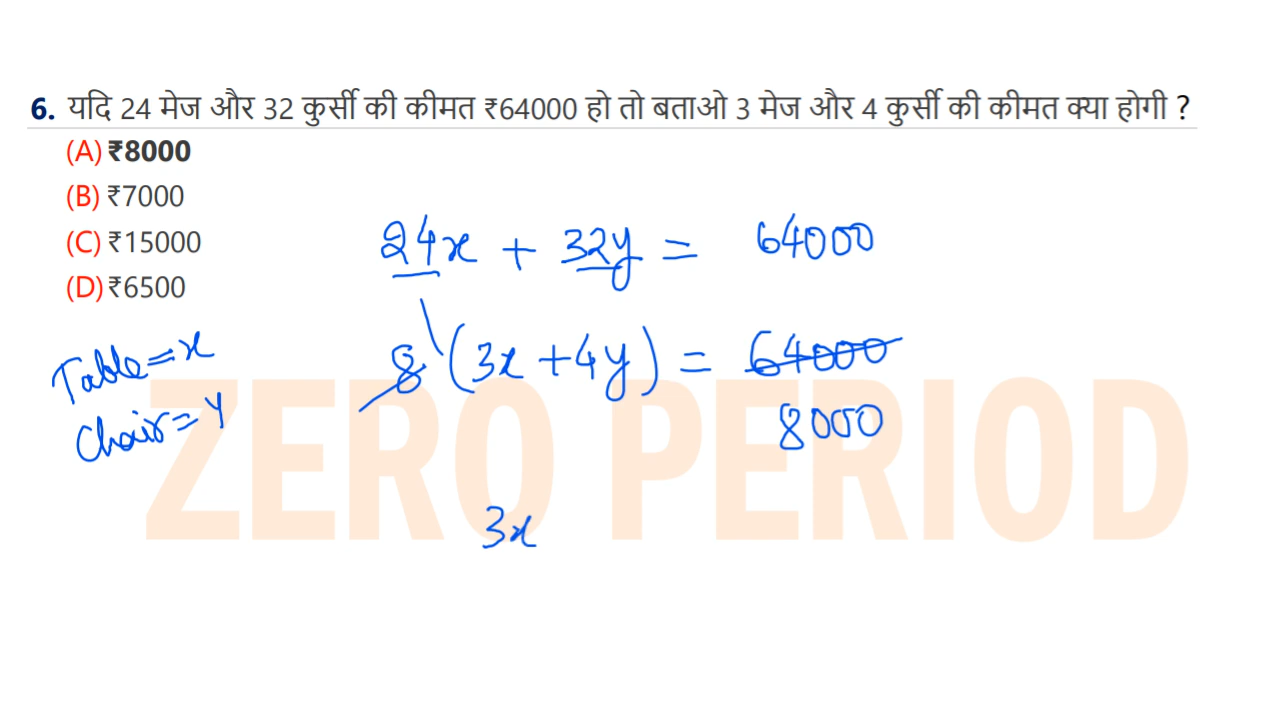 6. यदि 24 मेज और 32 कुर्सी की कीमत ₹64000 हो तो बताओ 3 मेज और 4 कुर्सी की कीमत क्या होगी ?
(A) ₹8000
(B) ₹7000
(C) ₹15000
(D) ₹6500
24x + 32y = 64000
Table = x
8 (3x + 4y) = 64000
chair = y
8000
ZERO PERIOD
3x